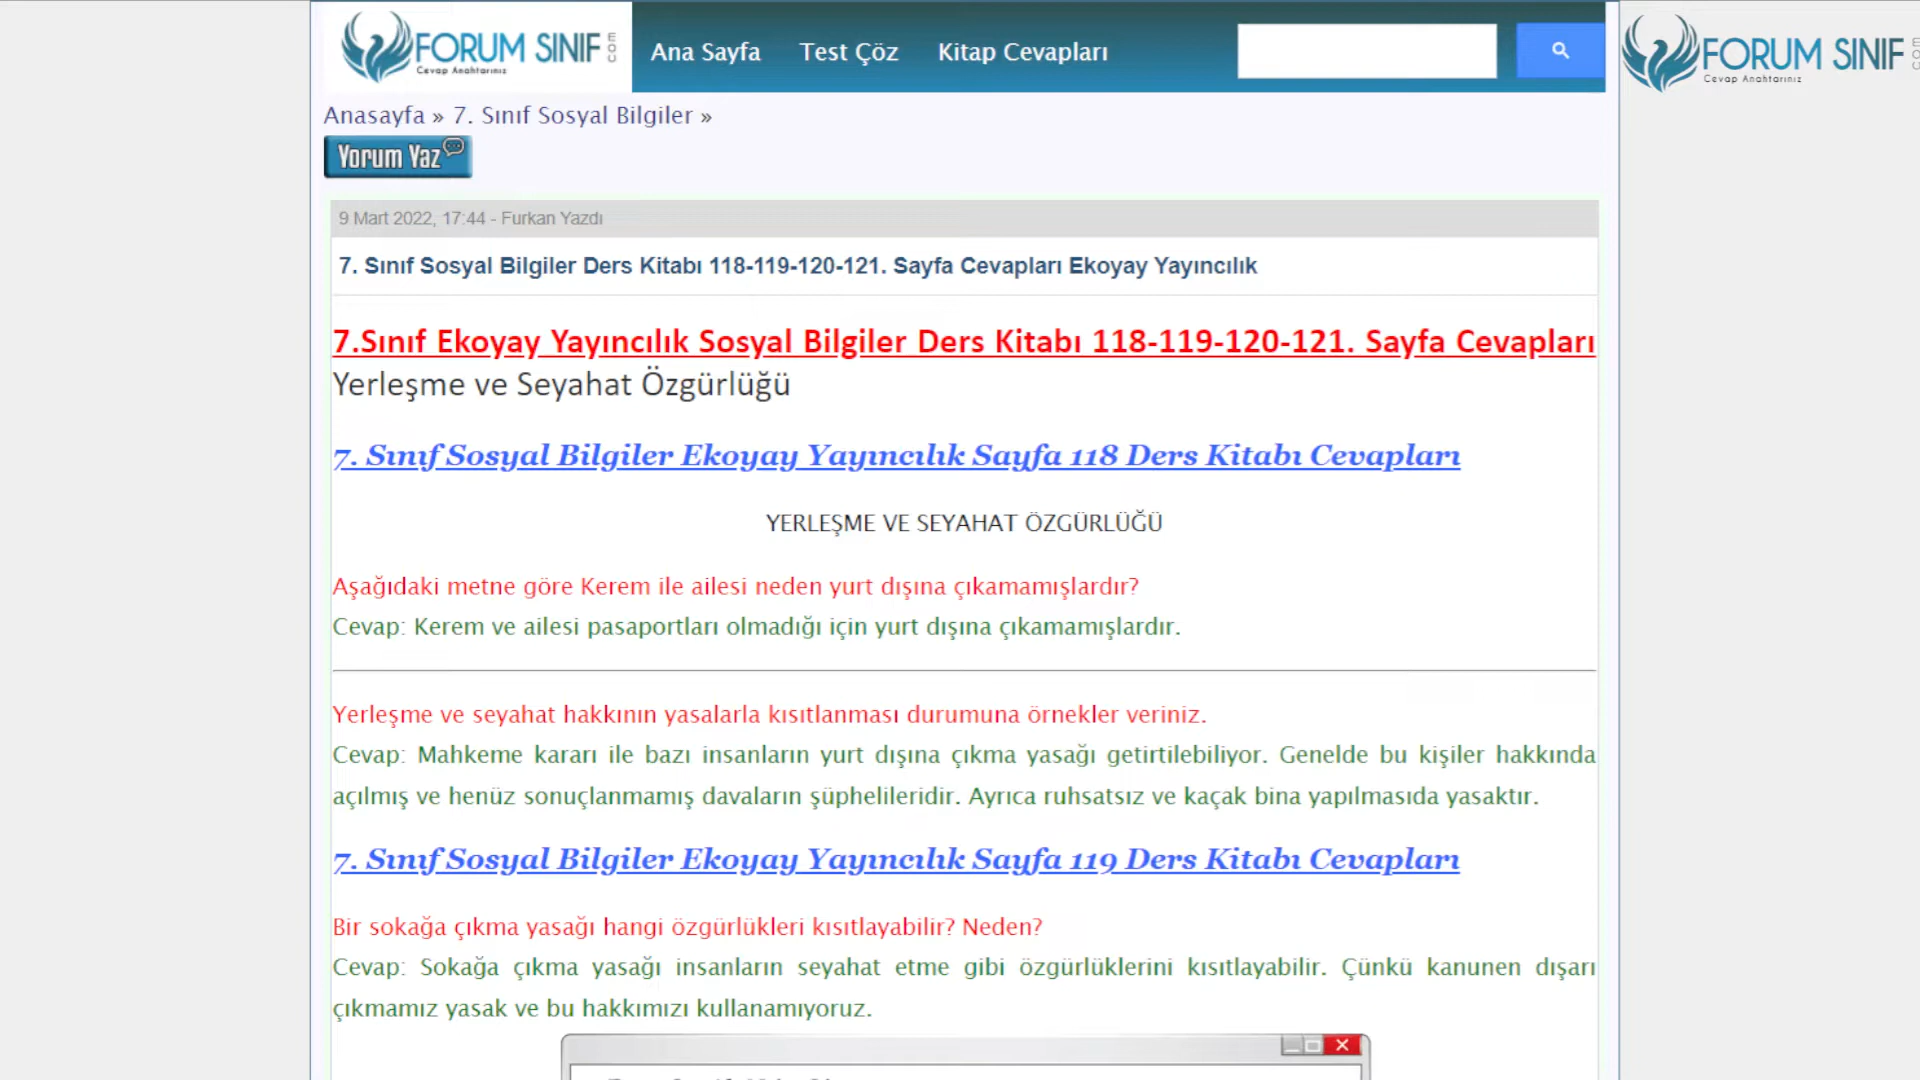 FORUM SINIF .COM
Cevap Anahtarınız
Ana Sayfa Test Çöz Kitap Cevapları
FORUM SINIF .COM
Cevap Anahtarınız
Anasayfa » 7. Sınıf Sosyal Bilgiler »
Yorum Yaz
9 Mart 2022, 17:44 - Furkan Yazdı
7. Sınıf Sosyal Bilgiler Ders Kitabı 118-119-120-121. Sayfa Cevapları Ekoyay Yayıncılık
7.Sınıf Ekoyay Yayıncılık Sosyal Bilgiler Ders Kitabı 118-119-120-121. Sayfa Cevapları
Yerleşme ve Seyahat Özgürlüğü
7. Sınıf Sosyal Bilgiler Ekoyay Yayıncılık Sayfa 118 Ders Kitabı Cevapları
YERLEŞME VE SEYAHAT ÖZGÜRLÜĞÜ
Aşağıdaki metne göre Kerem ile ailesi neden yurt dışına çıkamamışlardır?
Cevap: Kerem ve ailesi pasaportları olmadığı için yurt dışına çıkamamışlardır.
Yerleşme ve seyahat hakkının yasalarla kısıtlanması durumuna örnekler veriniz.
Cevap: Mahkeme kararı ile bazı insanların yurt dışına çıkma yasağı getirtilebiliyor. Genelde bu kişiler hakkında
açılmış ve henüz sonuçlanmamış davaların şüphelileridir. Ayrıca ruhsatsız ve kaçak bina yapılmasıda yasaktır.
7. Sınıf Sosyal Bilgiler Ekoyay Yayıncılık Sayfa 119 Ders Kitabı Cevapları
Bir sokağa çıkma yasağı hangi özgürlükleri kısıtlayabilir? Neden?
Cevap: Sokağa çıkma yasağı insanların seyahat etme gibi özgürlüklerini kısıtlayabilir. Çünkü kanunen dışarı
çıkmamız yasak ve bu hakkımızı kullanamıyoruz.